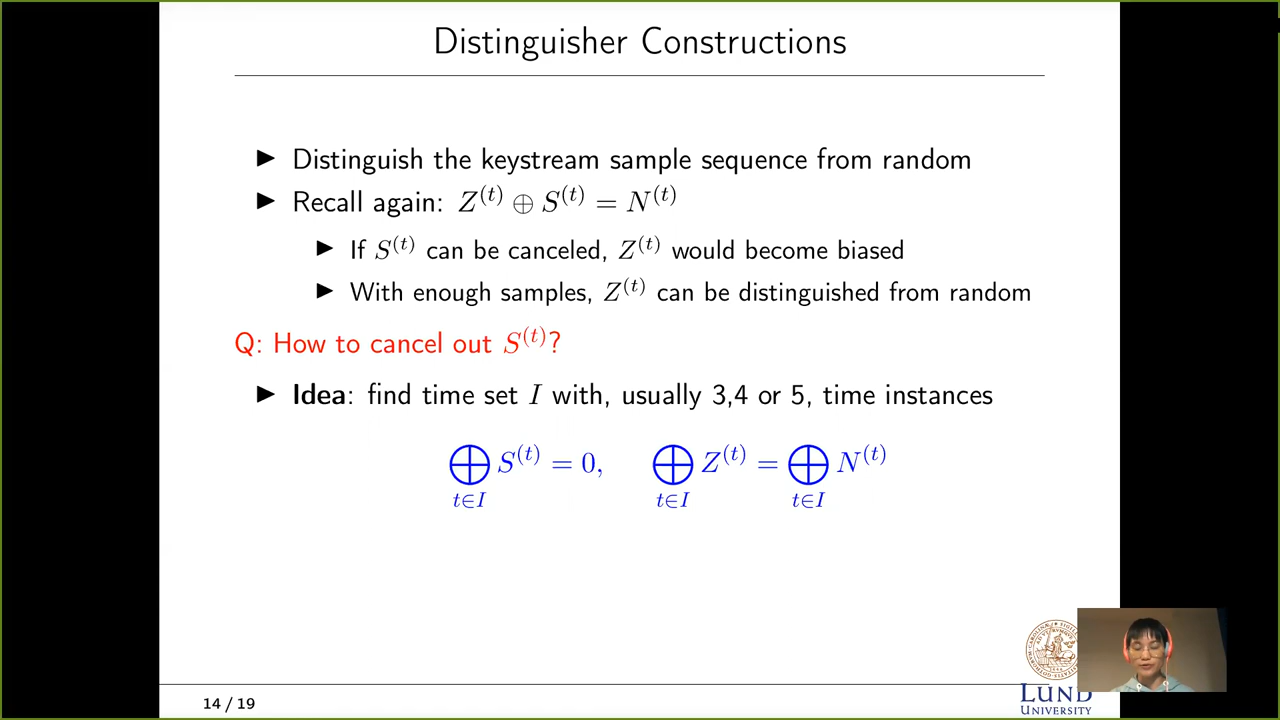 Distinguisher Constructions
▶ Distinguish the keystream sample sequence from random
▶ Recall again: Z^(t) ⊕ S^(t) = N^(t)
▶ If S^(t) can be canceled, Z^(t) would become biased
▶ With enough samples, Z^(t) can be distinguished from random
Q: How to cancel out S^(t)?
▶ Idea: find time set I with, usually 3,4 or 5, time instances
⨁_{t∈I} S^(t) = 0, ⨁_{t∈I} Z^(t) = ⨁_{t∈I} N^(t)
14 / 19
LUND
UNIVERSITY